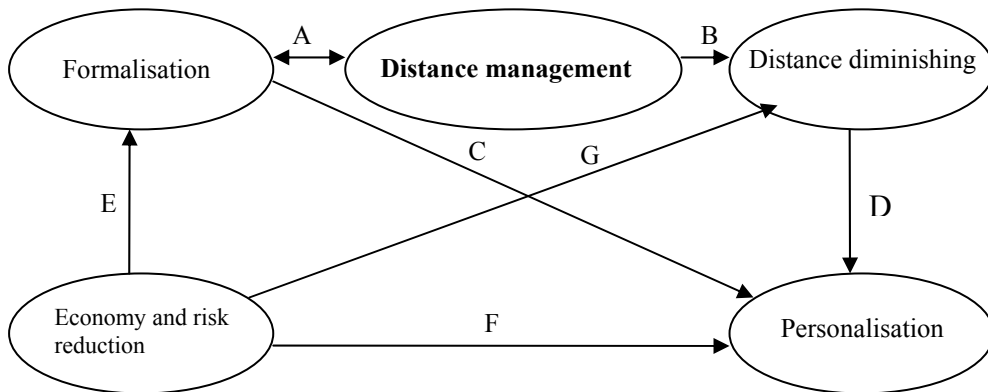 A
B
Formalisation
Distance management
Distance diminishing
C
G
E
D
Economy and risk
reduction
F
Personalisation